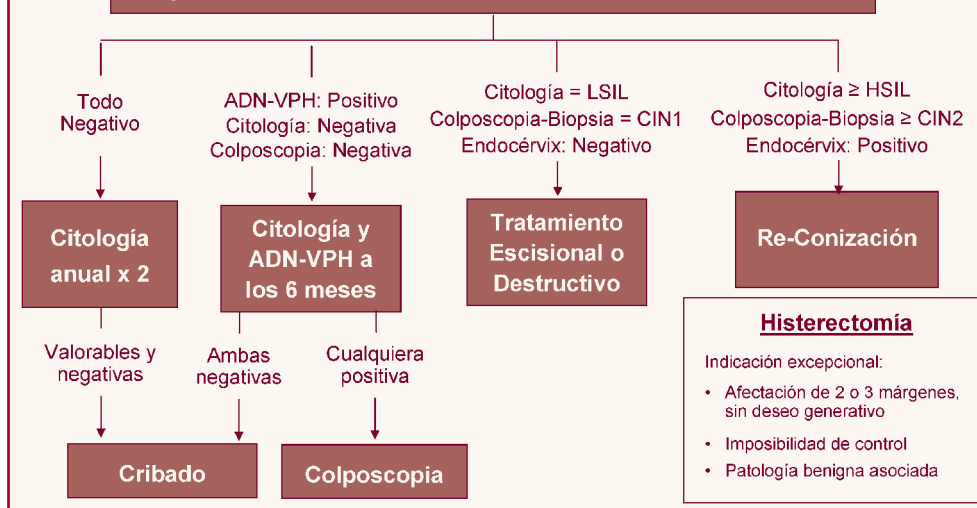 Todo
Negativo
ADN-VPH: Positivo
Citología: Negativa
Colposcopia: Negativa
Citología = LSIL
Colposcopia-Biopsia = CIN1
Endocérvix: Negativo
Citología ≥ HSIL
Colposcopia-Biopsia ≥ CIN2
Endocérvix: Positivo
Citología
anual x 2
Citología y
ADN-VPH a
los 6 meses
Tratamiento
Escisional o
Destructivo
Re-Conización
Valorables y
negativas
Ambas
negativas
Cualquiera
positiva
Cribado
Colposcopia
Histerectomía
Indicación excepcional:
• Afectación de 2 o 3 márgenes,
sin deseo generativo
• Imposibilidad de control
• Patología benigna asociada